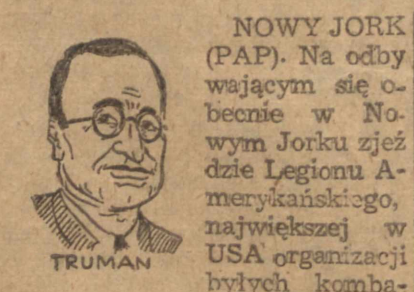 NOWY JORK
(PAP). Na odby
wającym się o-
becnie w No-
wym Jorku zjeź
dzie Legionu A-
merykańskiego,
największej w
USA organizacji
byłych komba-
TRUMAN